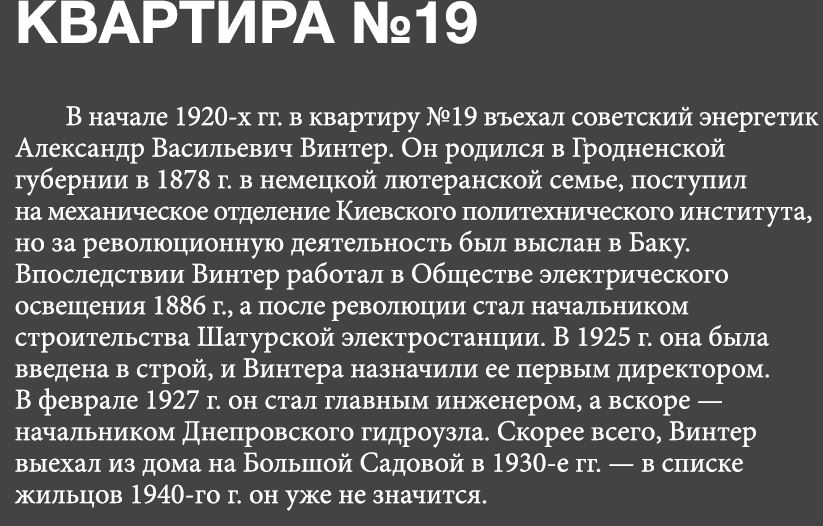 КВАРТИРА №19
В начале 1920-х гг. в квартиру №19 въехал советский энергетик
Александр Васильевич Винтер. Он родился в Гродненской
губернии в 1878 г. в немецкой лютеранской семье, поступил
на механическое отделение Киевского политехнического института,
но за революционную деятельность был выслан в Баку.
Впоследствии Винтер работал в Обществе электрического
освещения 1886 г., а после революции стал начальником
строительства Шатурской электростанции. В 1925 г. она была
введена в строй, и Винтера назначили ее первым директором.
В феврале 1927 г. он стал главным инженером, а вскоре —
начальником Днепровского гидроузла. Скорее всего, Винтер
выехал из дома на Большой Садовой в 1930-е гг. — в списке
жильцов 1940-го г. он уже не значится.